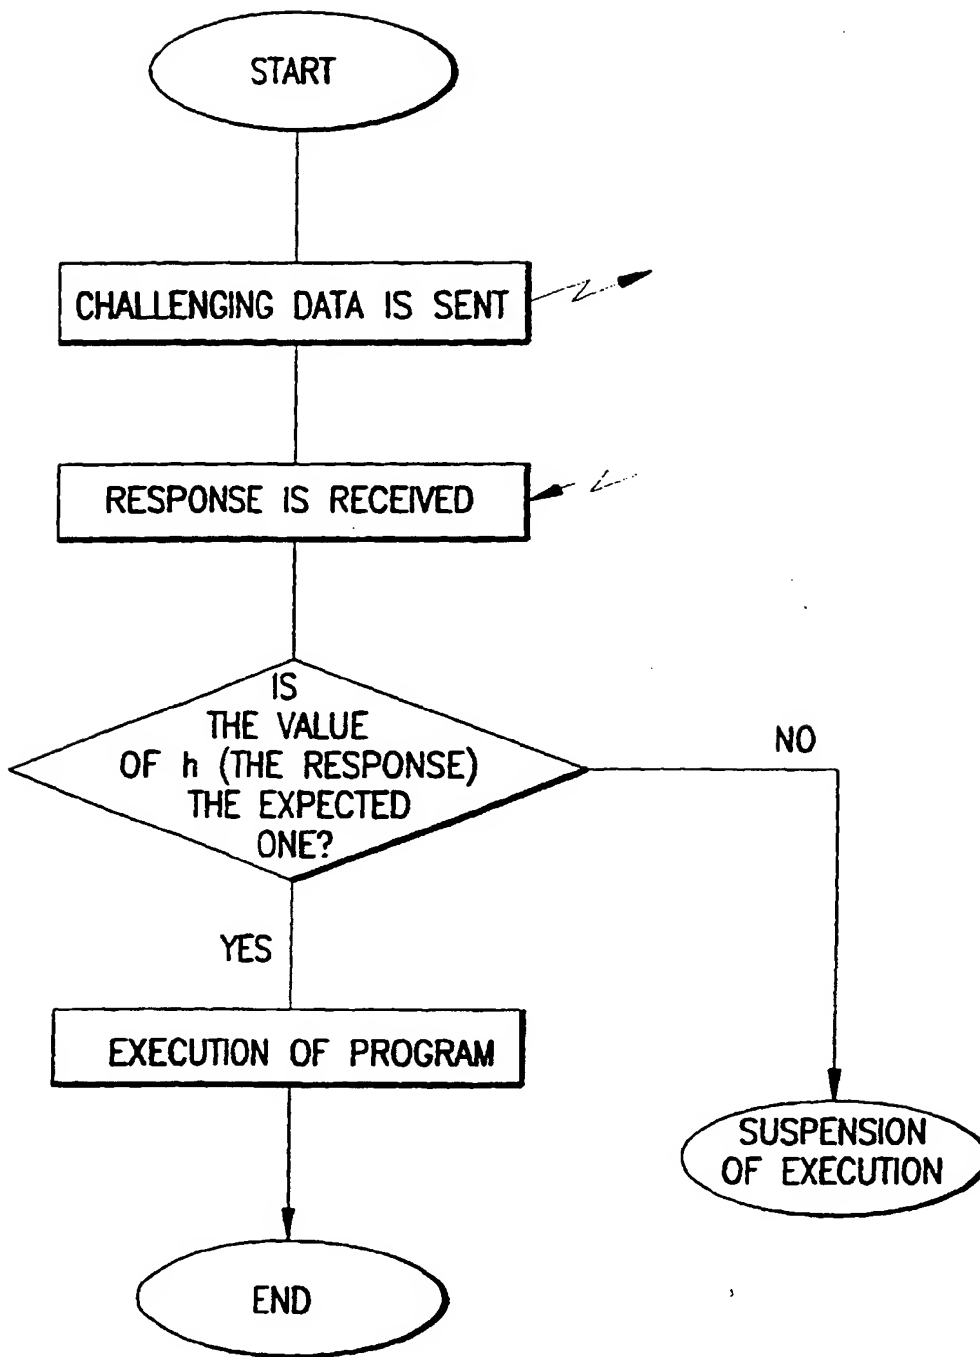 START
CHALLENGING DATA IS SENT
RESPONSE IS RECEIVED
IS
THE VALUE
OF h (THE RESPONSE)
THE EXPECTED
ONE?
NO
YES
EXECUTION OF PROGRAM
SUSPENSION
OF EXECUTION
END